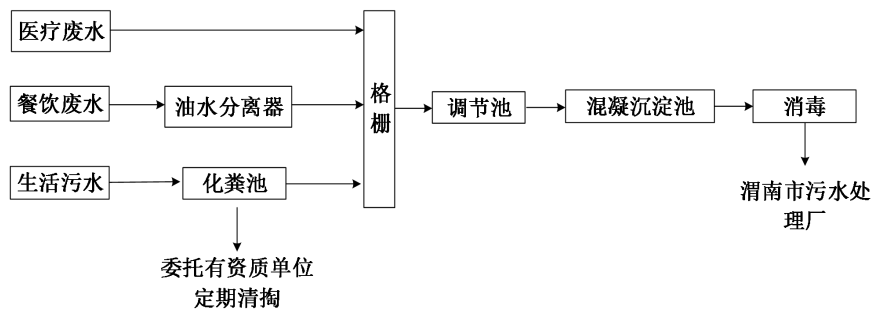 医疗废水
餐饮废水
油水分离器
生活污水
化粪池
格
栅
调节池
混凝沉淀池
消毒
渭南市污水处
理厂
委托有资质单位
定期清掏